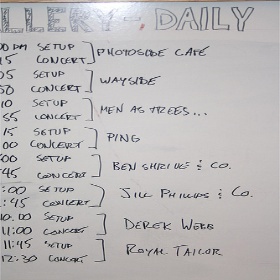 LLERY - DAILY
00 PM SETUP
15 CONCERT PHOTOSIDE CAFE
05 SETUP
50 CONCERT WAYSIDE
10 SETUP
55 CONCERT MEN AS TREES...
15 SETUP
00 CONCERT PING
:00 SETUP
45 CONCERT BEN SHRIVE & CO.
:00 SETUP
:45 CONCERT JILL PHILLIPS & CO.
10:00 SETUP
11:00 CONCERT DEREK WEBB
11:45 SETUP
12:30 CONCERT ROYAL TAILOR